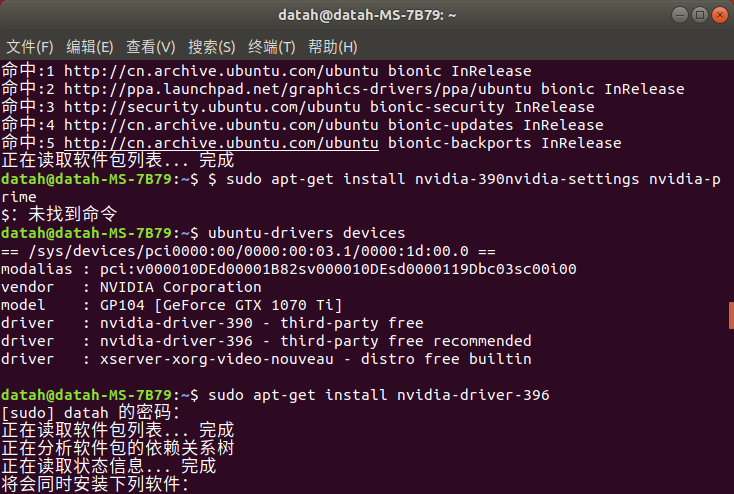 datah@datah-MS-7B79: ~
文件(F) 编辑(E) 查看(V) 搜索(S) 终端(T) 帮助(H)
命中:1 http://cn.archive.ubuntu.com/ubuntu bionic InRelease
命中:2 http://ppa.launchpad.net/graphics-drivers/ppa/ubuntu bionic InRelease
命中:3 http://security.ubuntu.com/ubuntu bionic-security InRelease
命中:4 http://cn.archive.ubuntu.com/ubuntu bionic-updates InRelease
命中:5 http://cn.archive.ubuntu.com/ubuntu bionic-backports InRelease
正在读取软件包列表... 完成
datah@datah-MS-7B79:~$ $ sudo apt-get install nvidia-390nvidia-settings nvidia-p
rime
$：未找到命令
datah@datah-MS-7B79:~$ ubuntu-drivers devices
== /sys/devices/pci0000:00/0000:00:03.1/0000:1d:00.0 ==
modalias : pci:v000010DEd00001B82sv000010DEsd0000119Dbc03sc00i00
vendor   : NVIDIA Corporation
model    : GP104 [GeForce GTX 1070 Ti]
driver   : nvidia-driver-390 - third-party free
driver   : nvidia-driver-396 - third-party free recommended
driver   : xserver-xorg-video-nouveau - distro free builtin
datah@datah-MS-7B79:~$ sudo apt-get install nvidia-driver-396
[sudo] datah 的密码：
正在读取软件包列表... 完成
正在分析软件包的依赖关系树
正在读取状态信息... 完成
将会同时安装下列软件：